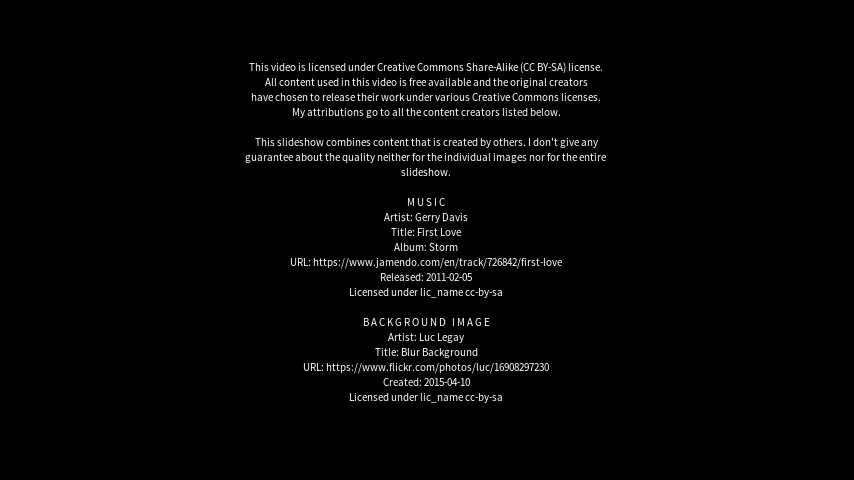 This video is licensed under Creative Commons Share-Alike (CC BY-SA) license.
All content used in this video is free available and the original creators
have chosen to release their work under various Creative Commons licenses.
My attributions go to all the content creators listed below.
This slideshow combines content that is created by others. I don't give any
guarantee about the quality neither for the individual images nor for the entire
slideshow.
MUSIC
Artist: Gerry Davis
Title: First Love
Album: Storm
URL: https://www.jamendo.com/en/track/726842/first-love
Released: 2011-02-05
Licensed under lic_name cc-by-sa
BACKGROUND IMAGE
Artist: Luc Legay
Title: Blur Background
URL: https://www.flickr.com/photos/luc/16908297230
Created: 2015-04-10
Licensed under lic_name cc-by-sa